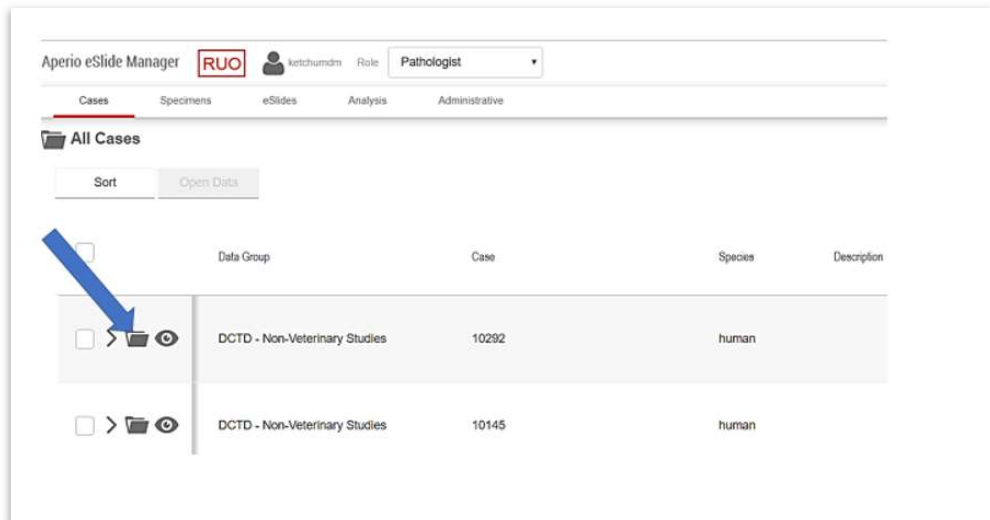 Aperio eSlide Manager RUO ketchumdm Role Pathologist
Cases Specimens eSlides Analysis Administrative
All Cases
Sort Open Data
Data Group Case Species Description
DCTD - Non-Veterinary Studies 10292 human
DCTD - Non-Veterinary Studies 10145 human